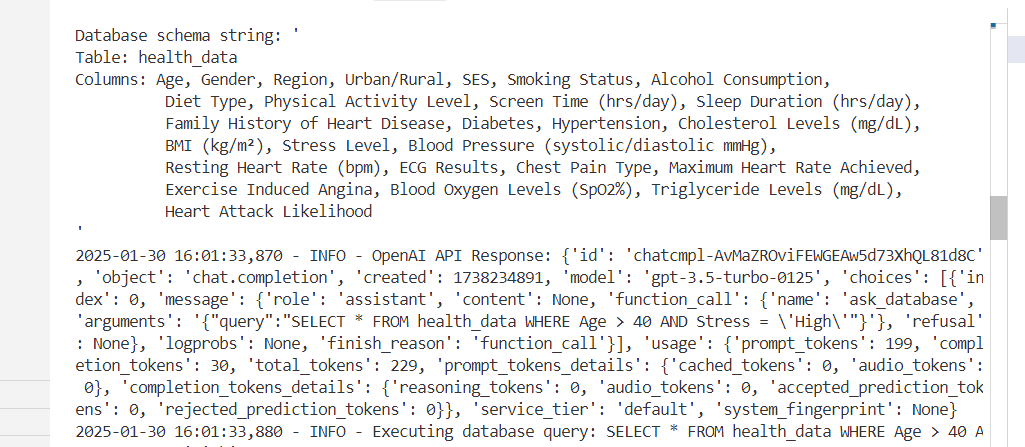 Database schema string: '
Table: health_data
Columns: Age, Gender, Region, Urban/Rural, SES, Smoking Status, Alcohol Consumption,
Diet Type, Physical Activity Level, Screen Time (hrs/day), Sleep Duration (hrs/day),
Family History of Heart Disease, Diabetes, Hypertension, Cholesterol Levels (mg/dL),
BMI (kg/m²), Stress Level, Blood Pressure (systolic/diastolic mmHg),
Resting Heart Rate (bpm), ECG Results, Chest Pain Type, Maximum Heart Rate Achieved,
Exercise Induced Angina, Blood Oxygen Levels (SpO2%), Triglyceride Levels (mg/dL),
Heart Attack Likelihood
'
2025-01-30 16:01:33,870 - INFO - OpenAI API Response: {'id': 'chatcmpl-AvMaZROviFEWGEAw5d73XhQL81d8C'
, 'object': 'chat.completion', 'created': 1738234891, 'model': 'gpt-3.5-turbo-0125', 'choices': [{'in
dex': 0, 'message': {'role': 'assistant', 'content': None, 'function_call': {'name': 'ask_database',
'arguments': '{"query":"SELECT * FROM health_data WHERE Age > 40 AND Stress = \'High\'"}'}, 'refusal'
: None}, 'logprobs': None, 'finish_reason': 'function_call'}], 'usage': {'prompt_tokens': 199, 'compl
etion_tokens': 30, 'total_tokens': 229, 'prompt_tokens_details': {'cached_tokens': 0, 'audio_tokens':
0}, 'completion_tokens_details': {'reasoning_tokens': 0, 'audio_tokens': 0, 'accepted_prediction_tok
ens': 0, 'rejected_prediction_tokens': 0}}, 'service_tier': 'default', 'system_fingerprint': None}
2025-01-30 16:01:33,880 - INFO - Executing database query: SELECT * FROM health_data WHERE Age > 40 A